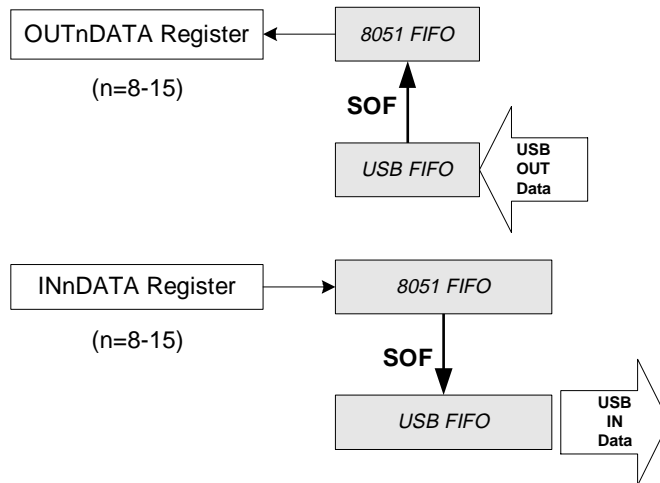 OUTnDATA Register
8051 FIFO
(n=8-15)
SOF
USB FIFO
USB
OUT
Data
INnDATA Register
8051 FIFO
(n=8-15)
SOF
USB FIFO
USB
IN
Data